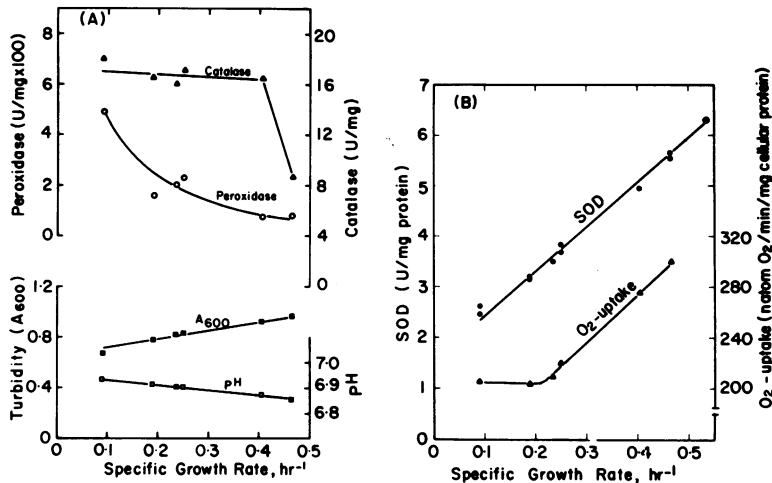 (A)
Peroxidase (U/mg×100)
8
6
4
2
0
Catalase
Peroxidase
20
16
12
8
4
0
Catalase (U/mg)
Turbidity (A600)
1·2
0·8
0·4
0
A600
pH
7·0
6·9
6·8
pH
0 0·1 0·2 0·3 0·4 0·5
Specific Growth Rate, hr⁻¹
(B)
SOD (U/mg protein)
7
6
5
4
3
2
1
0
SOD
O2-uptake
320
280
240
200
O2-uptake (natom O2/min/mg cellular protein)
0 0·1 0·2 0·3 0·4 0·5
Specific Growth Rate, hr⁻¹